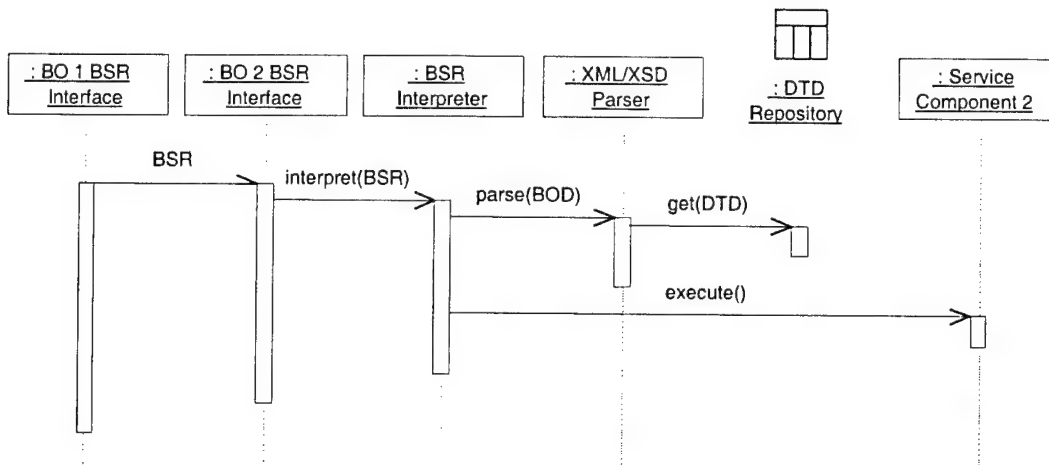 : BO 1 BSR
Interface
: BO 2 BSR
Interface
: BSR
Interpreter
: XML/XSD
Parser
: DTD
Repository
: Service
Component 2
BSR
interpret(BSR)
parse(BOD)
get(DTD)
execute()